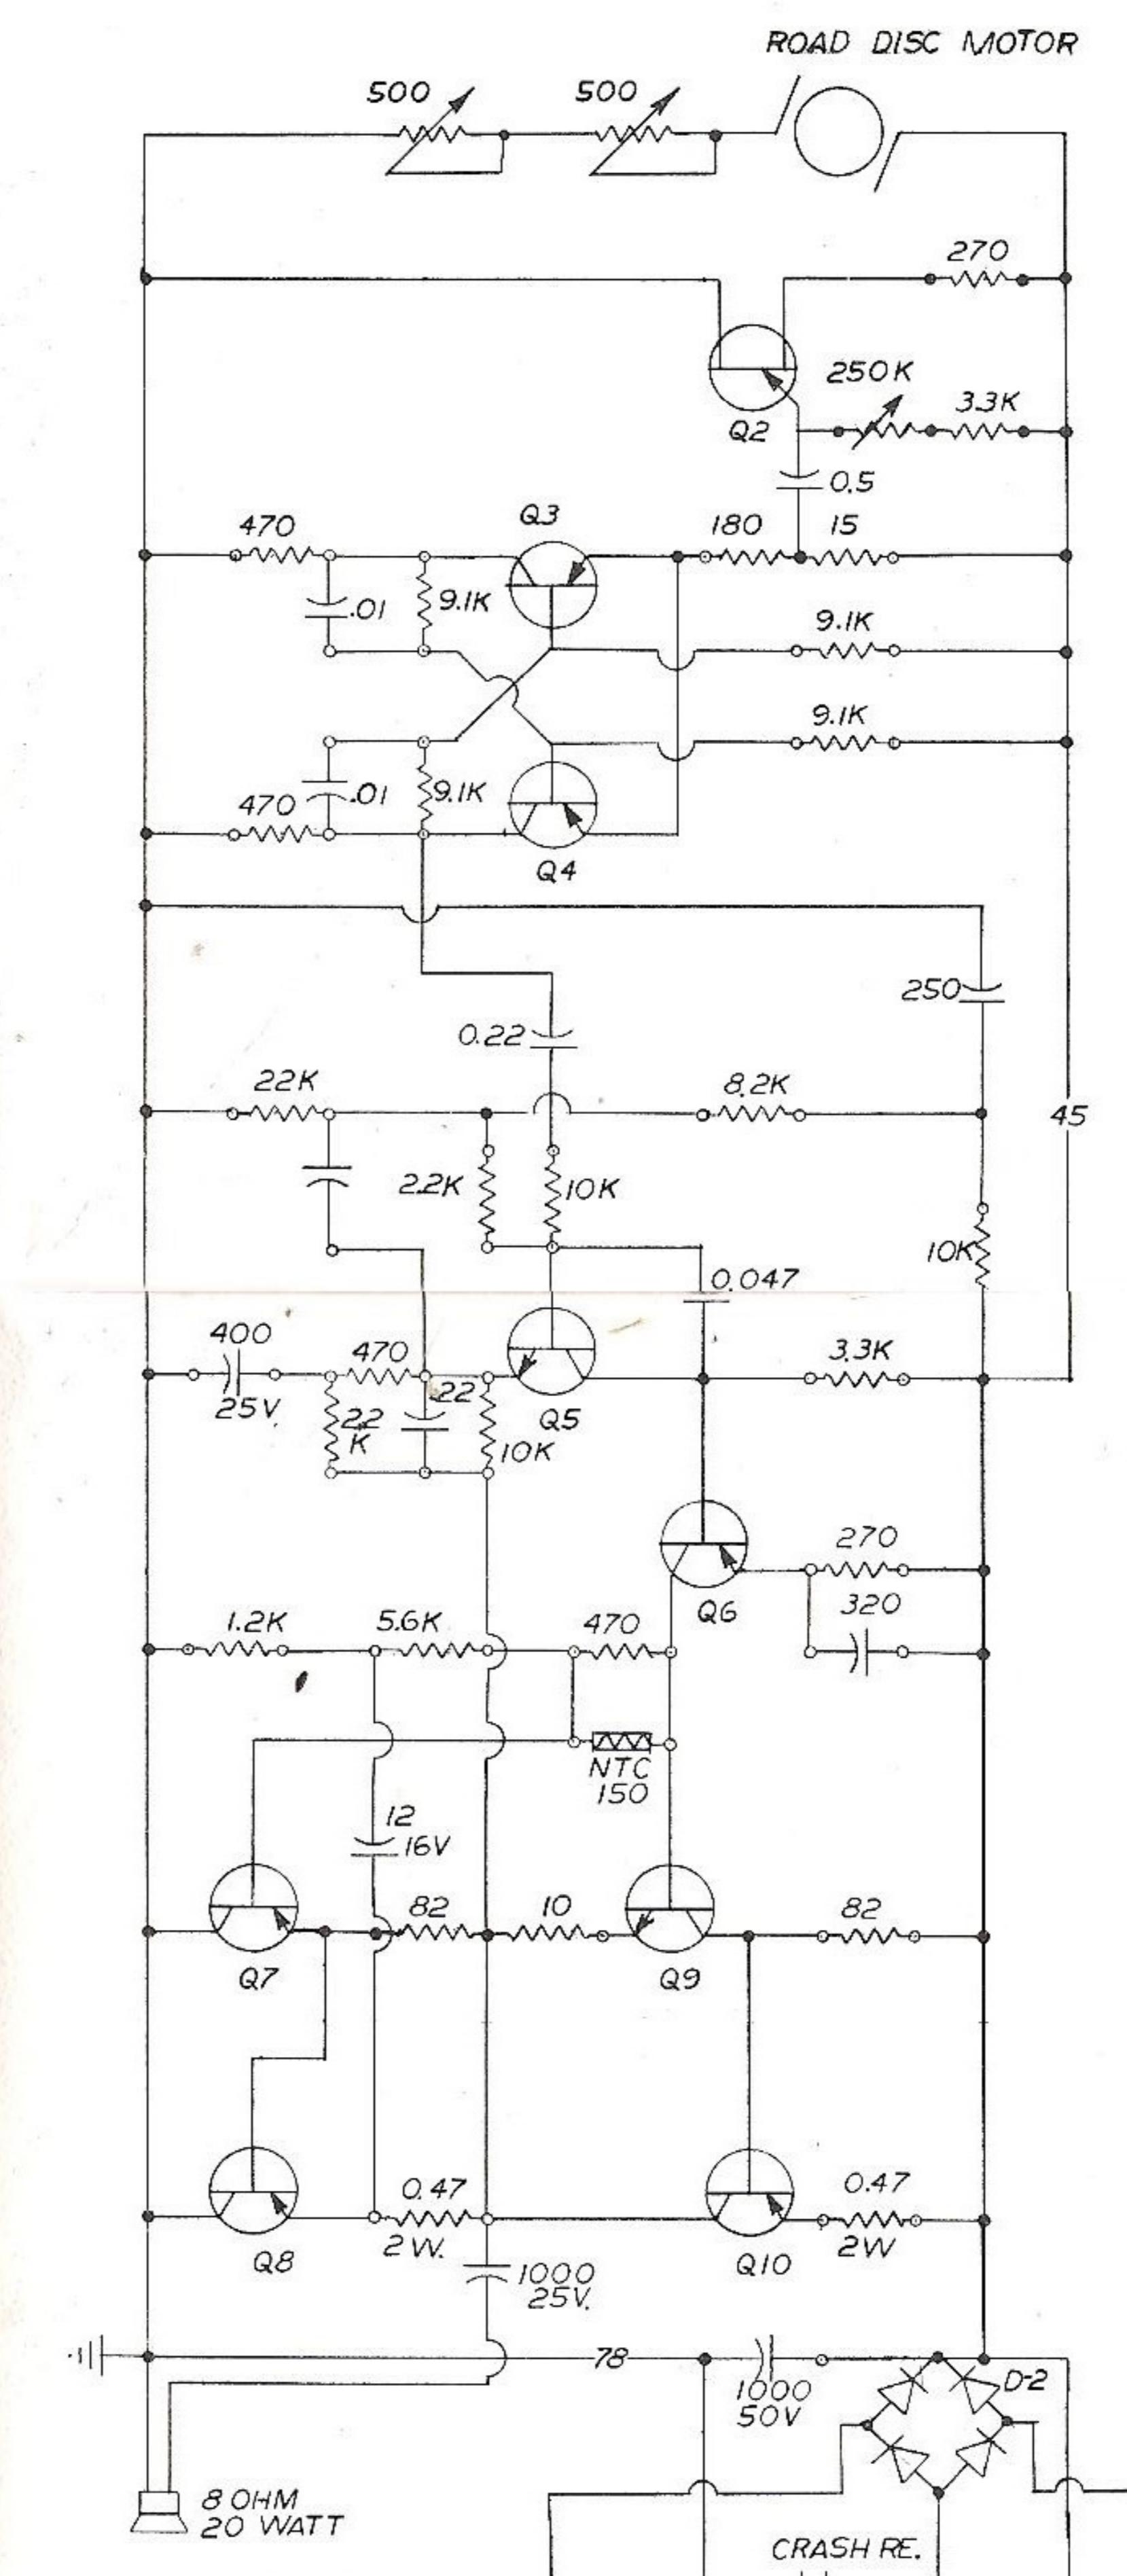 ROAD DISC MOTOR
500
500
270
250K
3.3K
Q2
0.5
Q3
470
180
15
.01
9.1K
9.1K
9.1K
.01
9.1K
470
Q4
250
0.22
22K
8.2K
45
2.2K
10K
10K
0.047
400
25V.
470
3.3K
.22
Q5
22
K
10K
270
Q6
320
1.2K
5.6K
470
NTC
150
12
16V
82
10
82
Q7
Q9
0.47
2W.
0.47
2W
Q8
Q10
1000
25V.
78
1000
50V
D-2
8 OHM
20 WATT
CRASH RE.